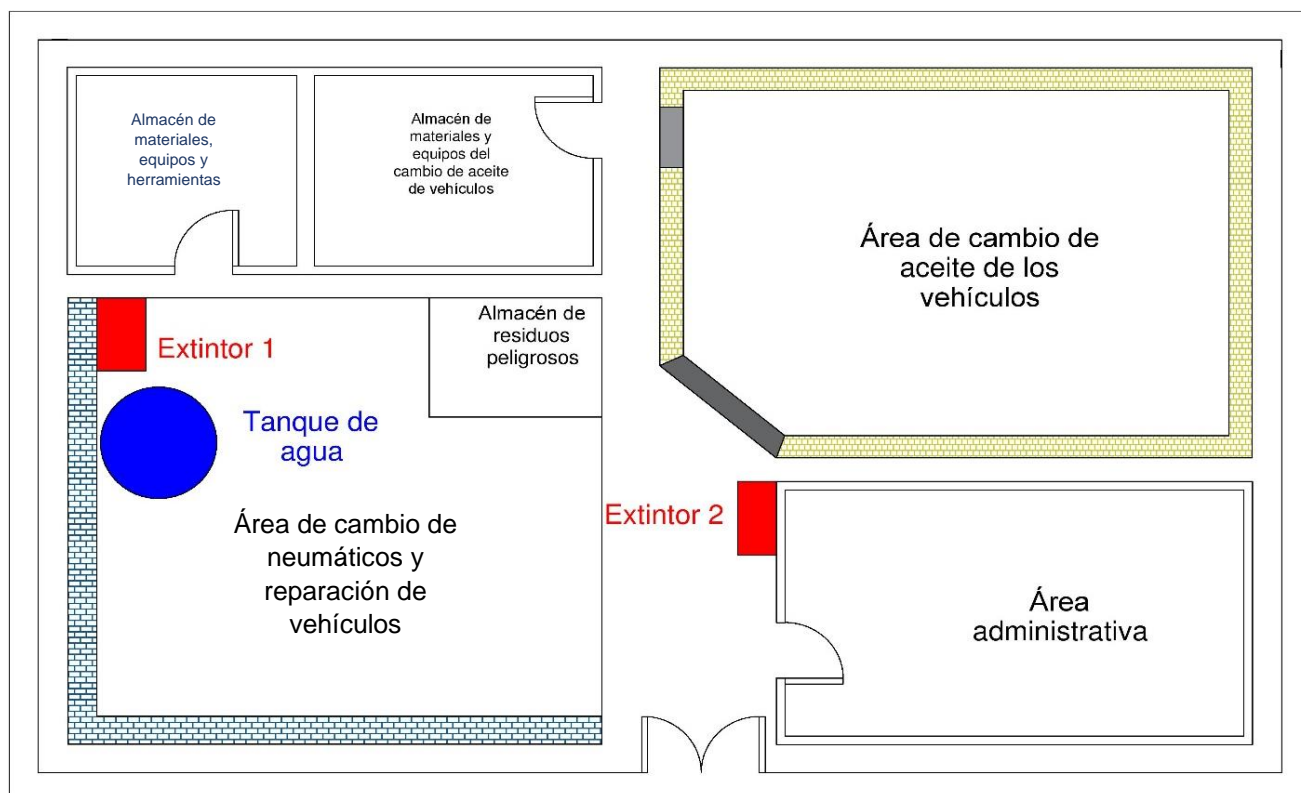 Almacén de
materiales,
equipos y
herramientas
Almacén de
materiales y
equipos del
cambio de aceite
de vehículos
Área de cambio de
aceite de los
vehículos
Extintor 1
Almacén de
residuos
peligrosos
Tanque de
agua
Área de cambio de
neumáticos y
reparación de
vehículos
Extintor 2
Área
administrativa